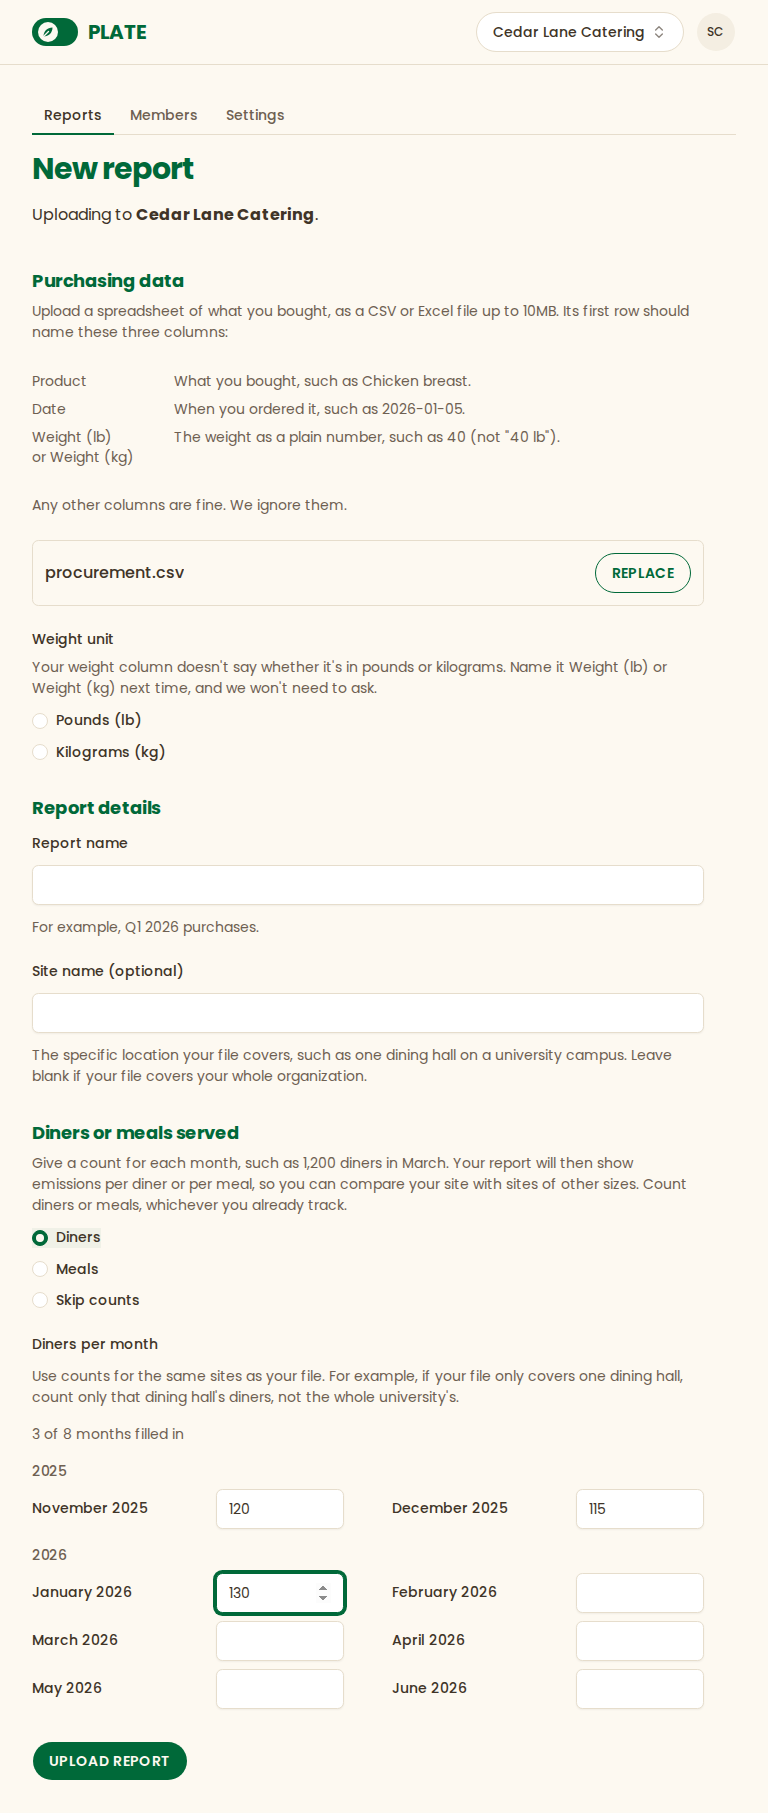 PLATE
Cedar Lane Catering
SC
Reports
Members
Settings
New report
Uploading to Cedar Lane Catering.
Purchasing data
Upload a spreadsheet of what you bought, as a CSV or Excel file up to 10MB. Its first row should
name these three columns:
Product
What you bought, such as Chicken breast.
Date
When you ordered it, such as 2026-01-05.
Weight (lb)
or Weight (kg)
The weight as a plain number, such as 40 (not "40 lb").
Any other columns are fine. We ignore them.
procurement.csv
REPLACE
Weight unit
Your weight column doesn't say whether it's in pounds or kilograms. Name it Weight (lb) or
Weight (kg) next time, and we won't need to ask.
Pounds (lb)
Kilograms (kg)
Report details
Report name
For example, Q1 2026 purchases.
Site name (optional)
The specific location your file covers, such as one dining hall on a university campus. Leave
blank if your file covers your whole organization.
Diners or meals served
Give a count for each month, such as 1,200 diners in March. Your report will then show
emissions per diner or per meal, so you can compare your site with sites of other sizes. Count
diners or meals, whichever you already track.
Diners
Meals
Skip counts
Diners per month
Use counts for the same sites as your file. For example, if your file only covers one dining hall,
count only that dining hall's diners, not the whole university's.
3 of 8 months filled in
2025
November 2025
120
December 2025
115
2026
January 2026
130
February 2026
March 2026
April 2026
May 2026
June 2026
UPLOAD REPORT